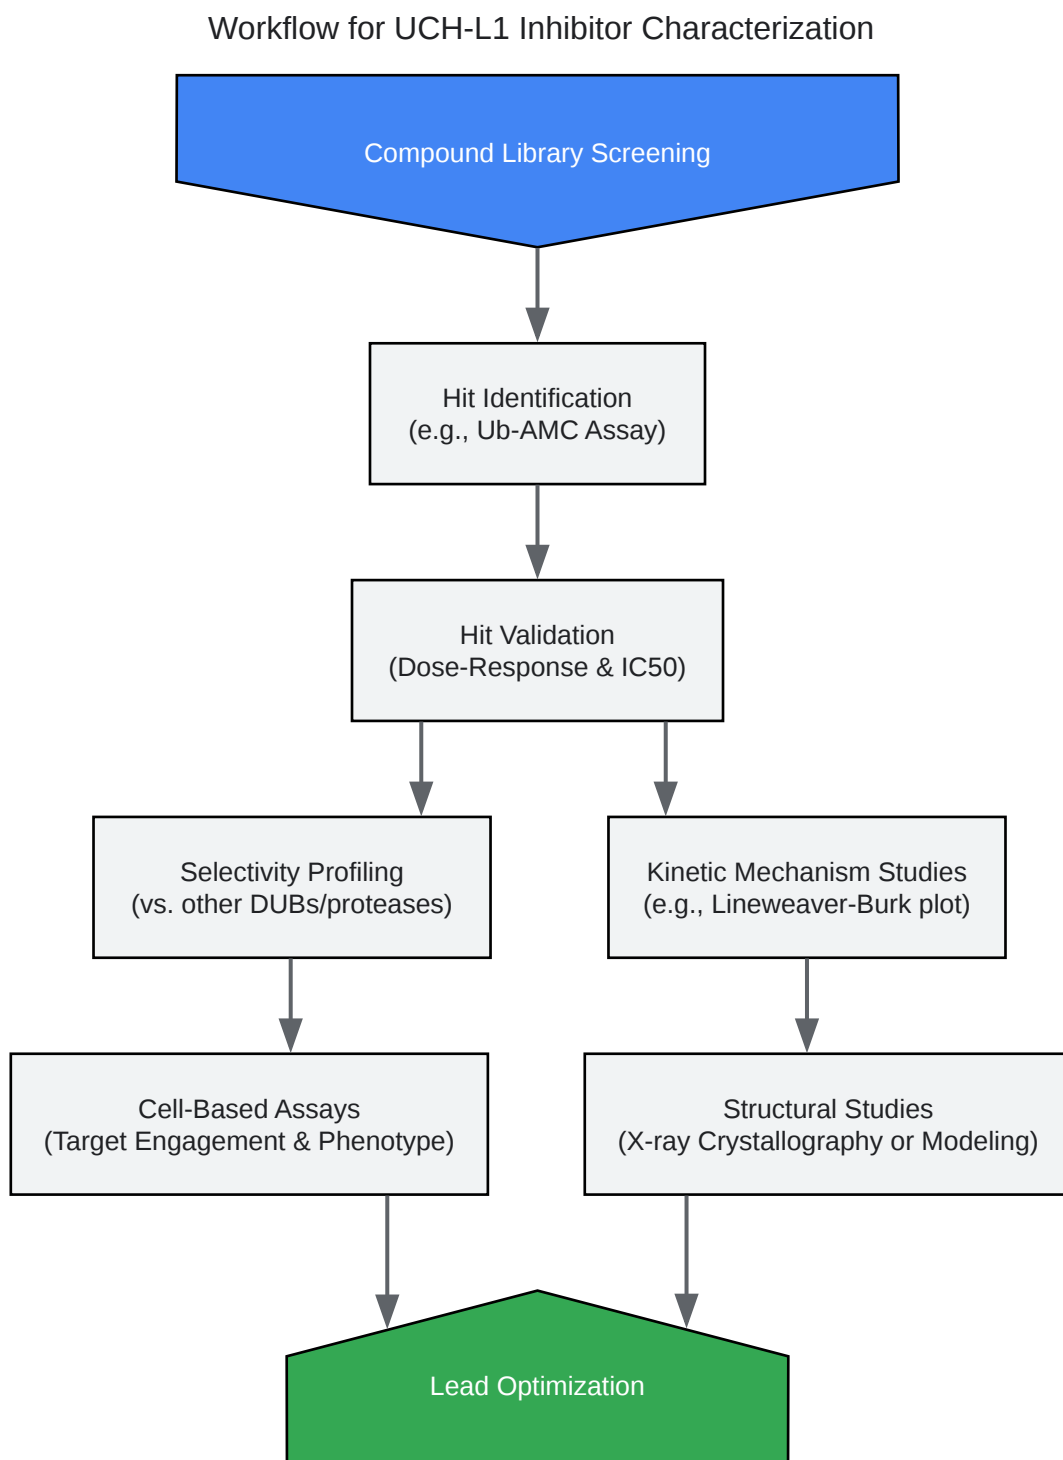 Workflow for UCH-L1 Inhibitor Characterization
Compound Library Screening
Hit Identification
(e.g., Ub-AMC Assay)
Hit Validation
(Dose-Response & IC50)
Selectivity Profiling
(vs. other DUBs/proteases)
Kinetic Mechanism Studies
(e.g., Lineweaver-Burk plot)
Cell-Based Assays
(Target Engagement & Phenotype)
Structural Studies
(X-ray Crystallography or Modeling)
Lead Optimization